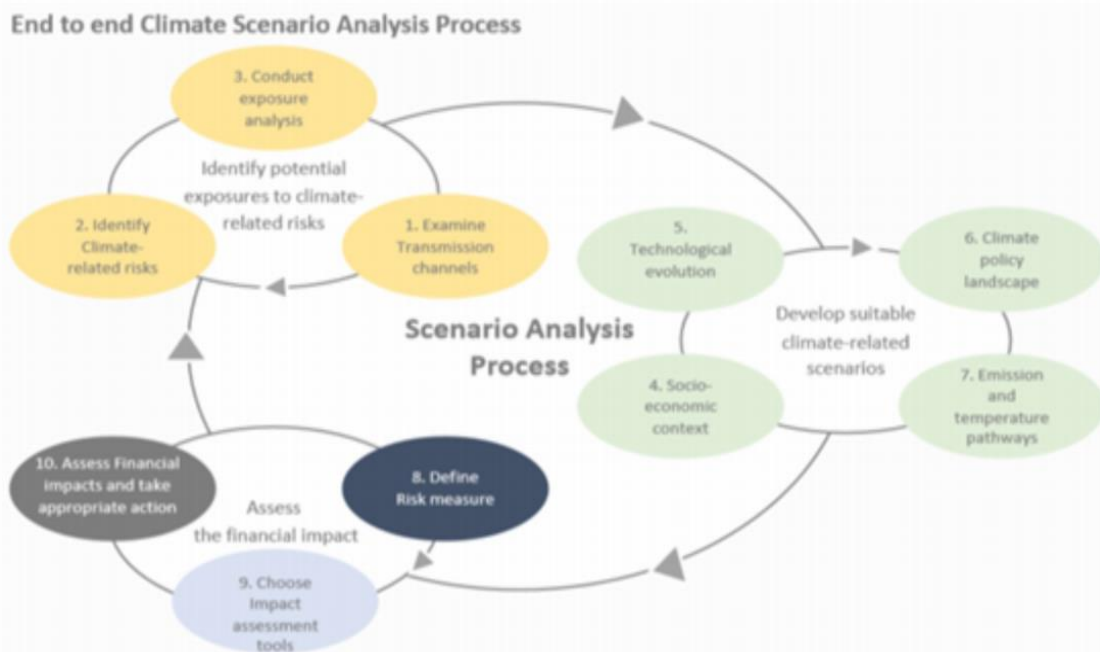 End to end Climate Scenario Analysis Process
3. Conduct
exposure
analysis
Identify potential
exposures to climate-
related risks
2. Identify
Climate-
related risks
1. Examine
Transmission
channels
5.
Technological
evolution
6. Climate
policy
landscape
Develop suitable
climate-related
scenarios
4. Socio-
economic
context
7. Emission
and
temperature
pathways
Scenario Analysis
Process
10. Assess Financial
impacts and take
appropriate action
8. Define
Risk measure
Assess
the financial impact
9. Choose
Impact
assessment
tools